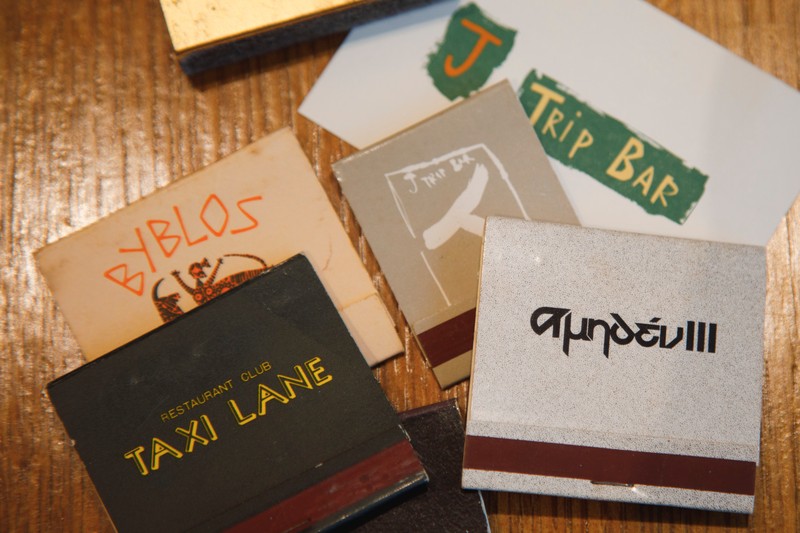 J
TRIP BAR
J TRIP BAR
BYBLOS
αμηδένIII
RESTAURANT CLUB
TAXI LANE